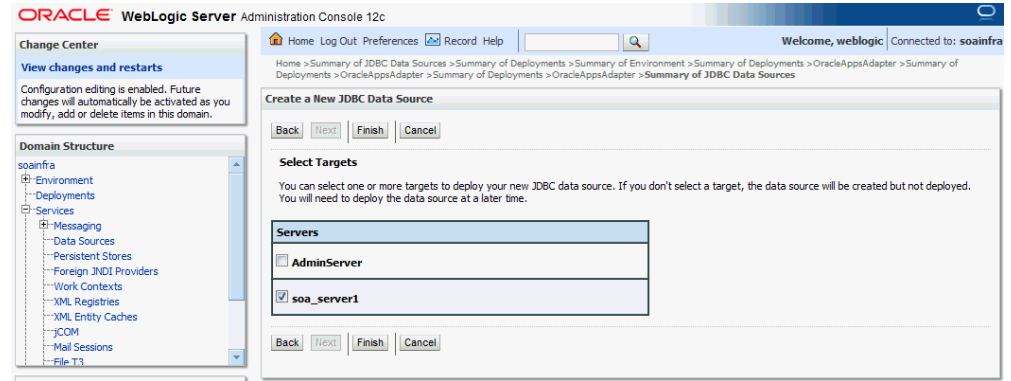 ORACLE WebLogic Server Administration Console 12c
Change Center
View changes and restarts
Configuration editing is enabled. Future
changes will automatically be activated as you
modify, add or delete items in this domain.
Domain Structure
soainfra
Environment
Deployments
Services
Messaging
Data Sources
Persistent Stores
Foreign JNDI Providers
Work Contexts
XML Registries
XML Entity Caches
jCOM
Mail Sessions
File T3
Home Log Out Preferences Record Help
Welcome, weblogic Connected to: soainfra
Home >Summary of JDBC Data Sources >Summary of Deployments >Summary of Environment >Summary of Deployments >OracleAppsAdapter >Summary of
Deployments >OracleAppsAdapter >Summary of Deployments >OracleAppsAdapter >Summary of JDBC Data Sources
Create a New JDBC Data Source
Back Next Finish Cancel
Select Targets
You can select one or more targets to deploy your new JDBC data source. If you don't select a target, the data source will be created but not deployed.
You will need to deploy the data source at a later time.
Servers
AdminServer
soa_server1
Back Next Finish Cancel